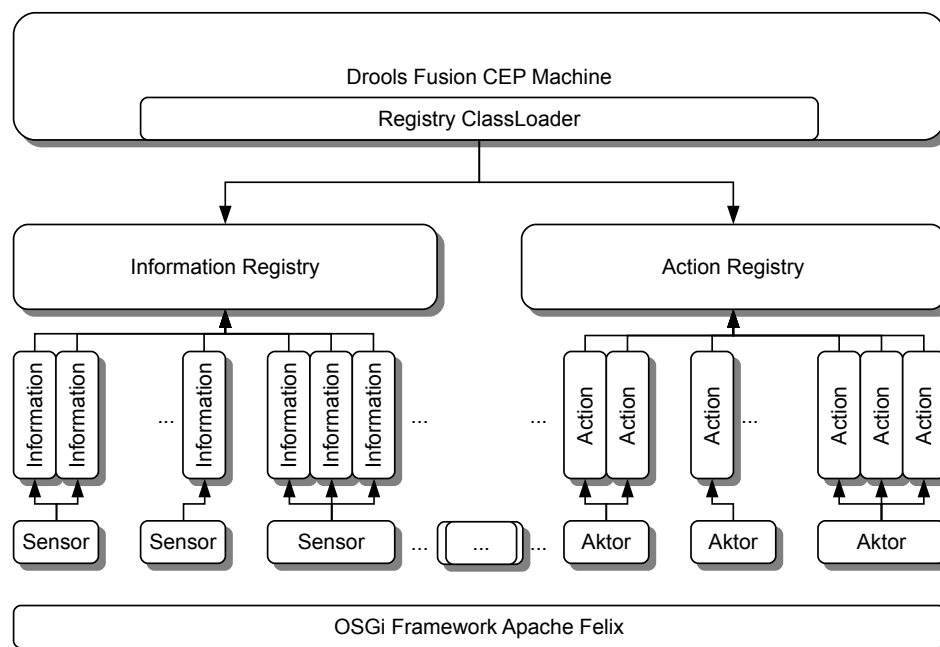 Drools Fusion CEP Machine
Registry ClassLoader
Information Registry
Action Registry
Information
Information
...
Information
Information
Information
Information
...
...
Action
Action
Action
...
Action
Action
Action
Sensor
Sensor
Sensor
...
...
...
Aktor
Aktor
Aktor
OSGi Framework Apache Felix